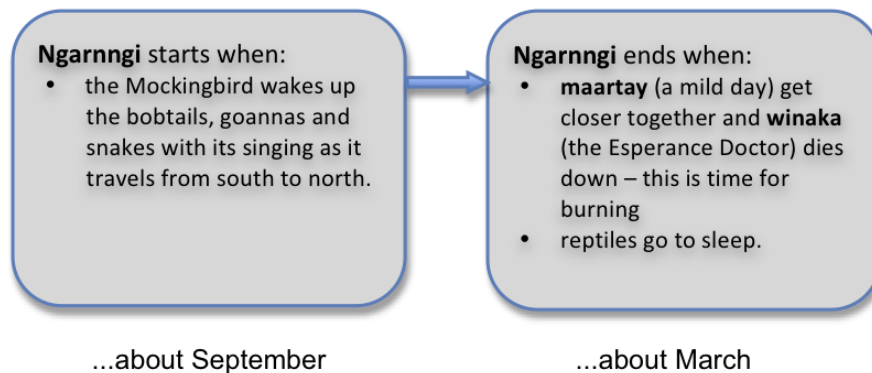 Ngarnngi starts when:
• the Mockingbird wakes up
the bobtails, goannas and
snakes with its singing as it
travels from south to north.
Ngarnngi ends when:
• maartay (a mild day) get
closer together and winaka
(the Esperance Doctor) dies
down – this is time for
burning
• reptiles go to sleep.
...about September
...about March